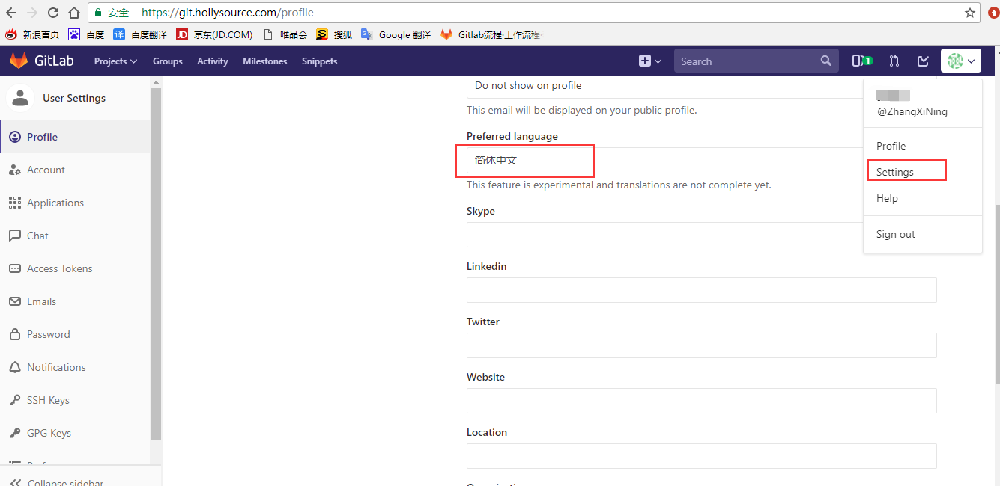 安全 https://git.hollysource.com/profile
新浪首页 百度 译 百度翻译 JD 京东(JD.COM) 唯品会 S 搜狐 G Google 翻译 Gitlab流程·工作流程
GitLab Projects Groups Activity Milestones Snippets Search 1
User Settings
Profile
Account
Applications
Chat
Access Tokens
Emails
Password
Notifications
SSH Keys
GPG Keys
Collapse sidebar
Do not show on profile
This email will be displayed on your public profile.
Preferred language
简体中文
This feature is experimental and translations are not complete yet.
Skype
Linkedin
Twitter
Website
Location
@ZhangXiNing
Profile
Settings
Help
Sign out